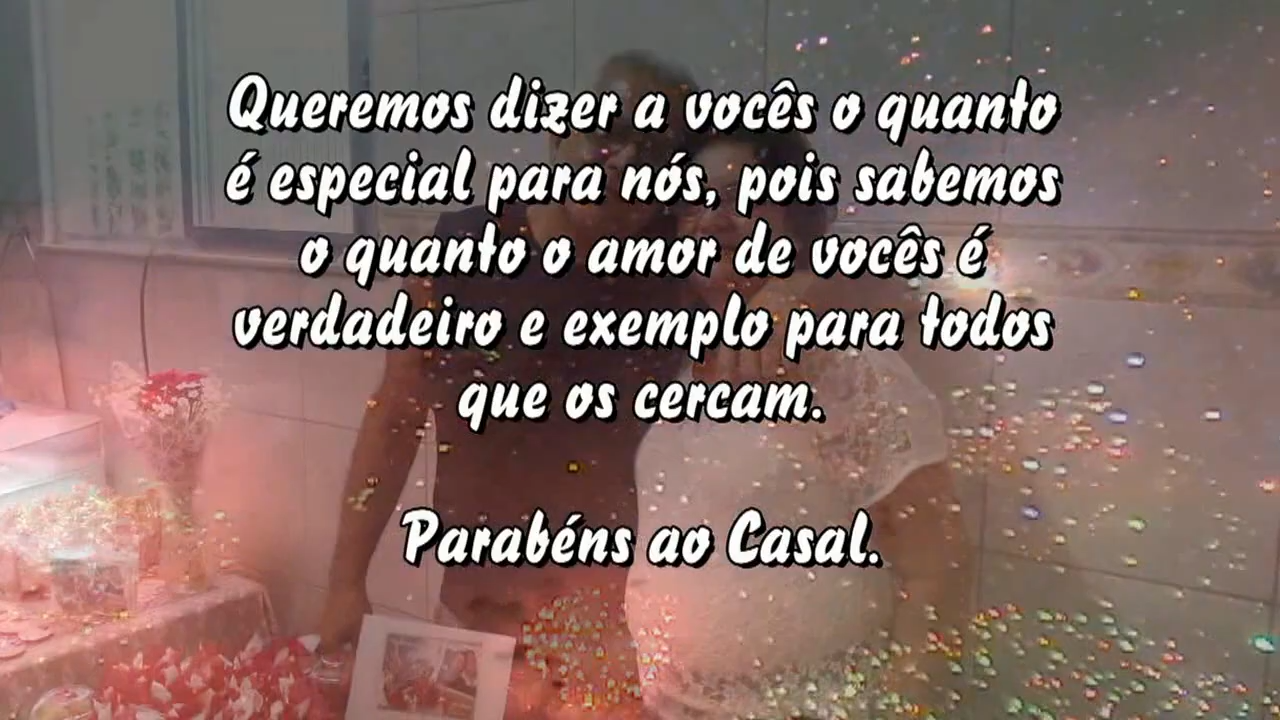 Queremos dizer a vocês o quanto
é especial para nós, pois sabemos
o quanto o amor de vocês é
verdadeiro e exemplo para todos
que os cercam.
Parabéns ao Casal.